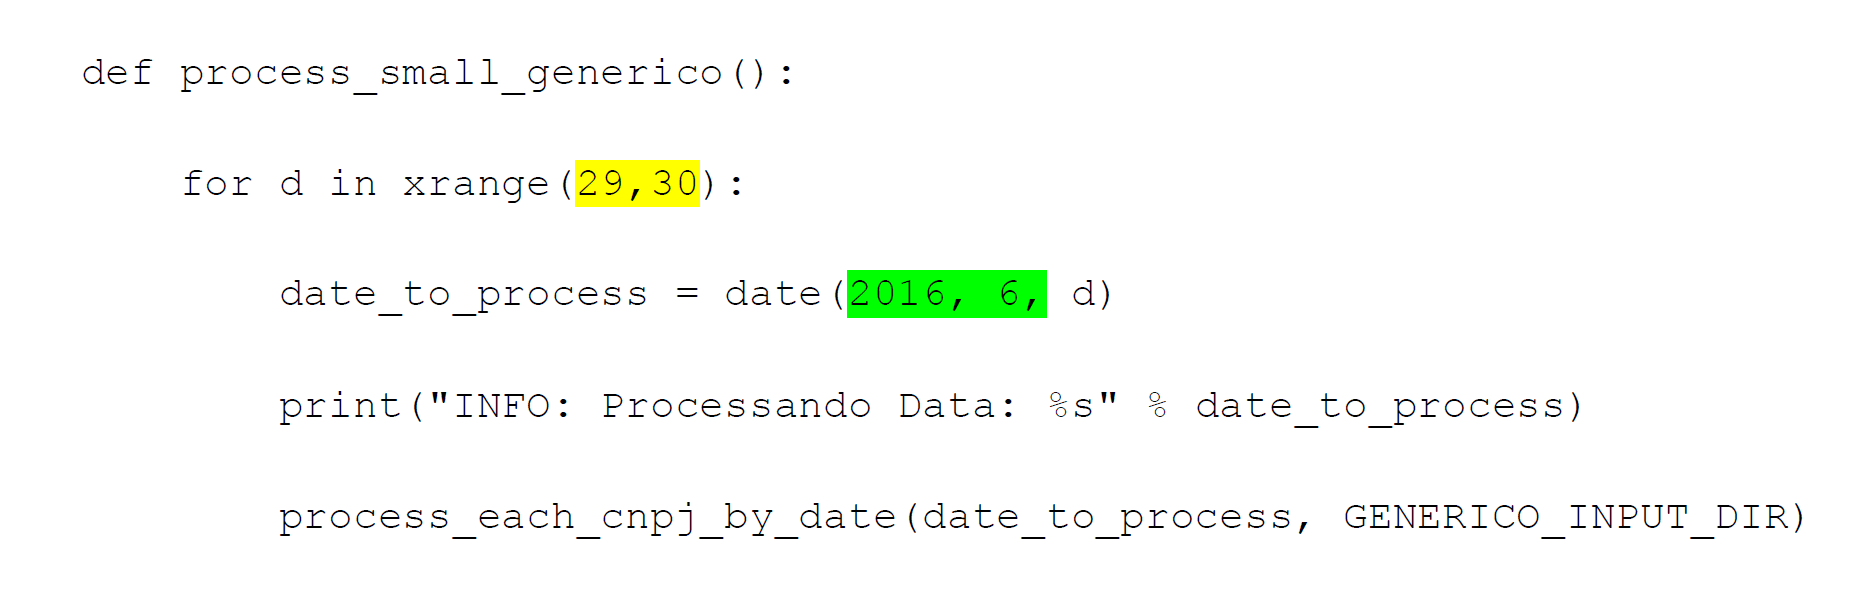 def process_small_generico():
for d in xrange(29,30):
date_to_process = date(2016, 6, d)
print("INFO: Processando Data: %s" % date_to_process)
process_each_cnpj_by_date(date_to_process, GENERICO_INPUT_DIR)